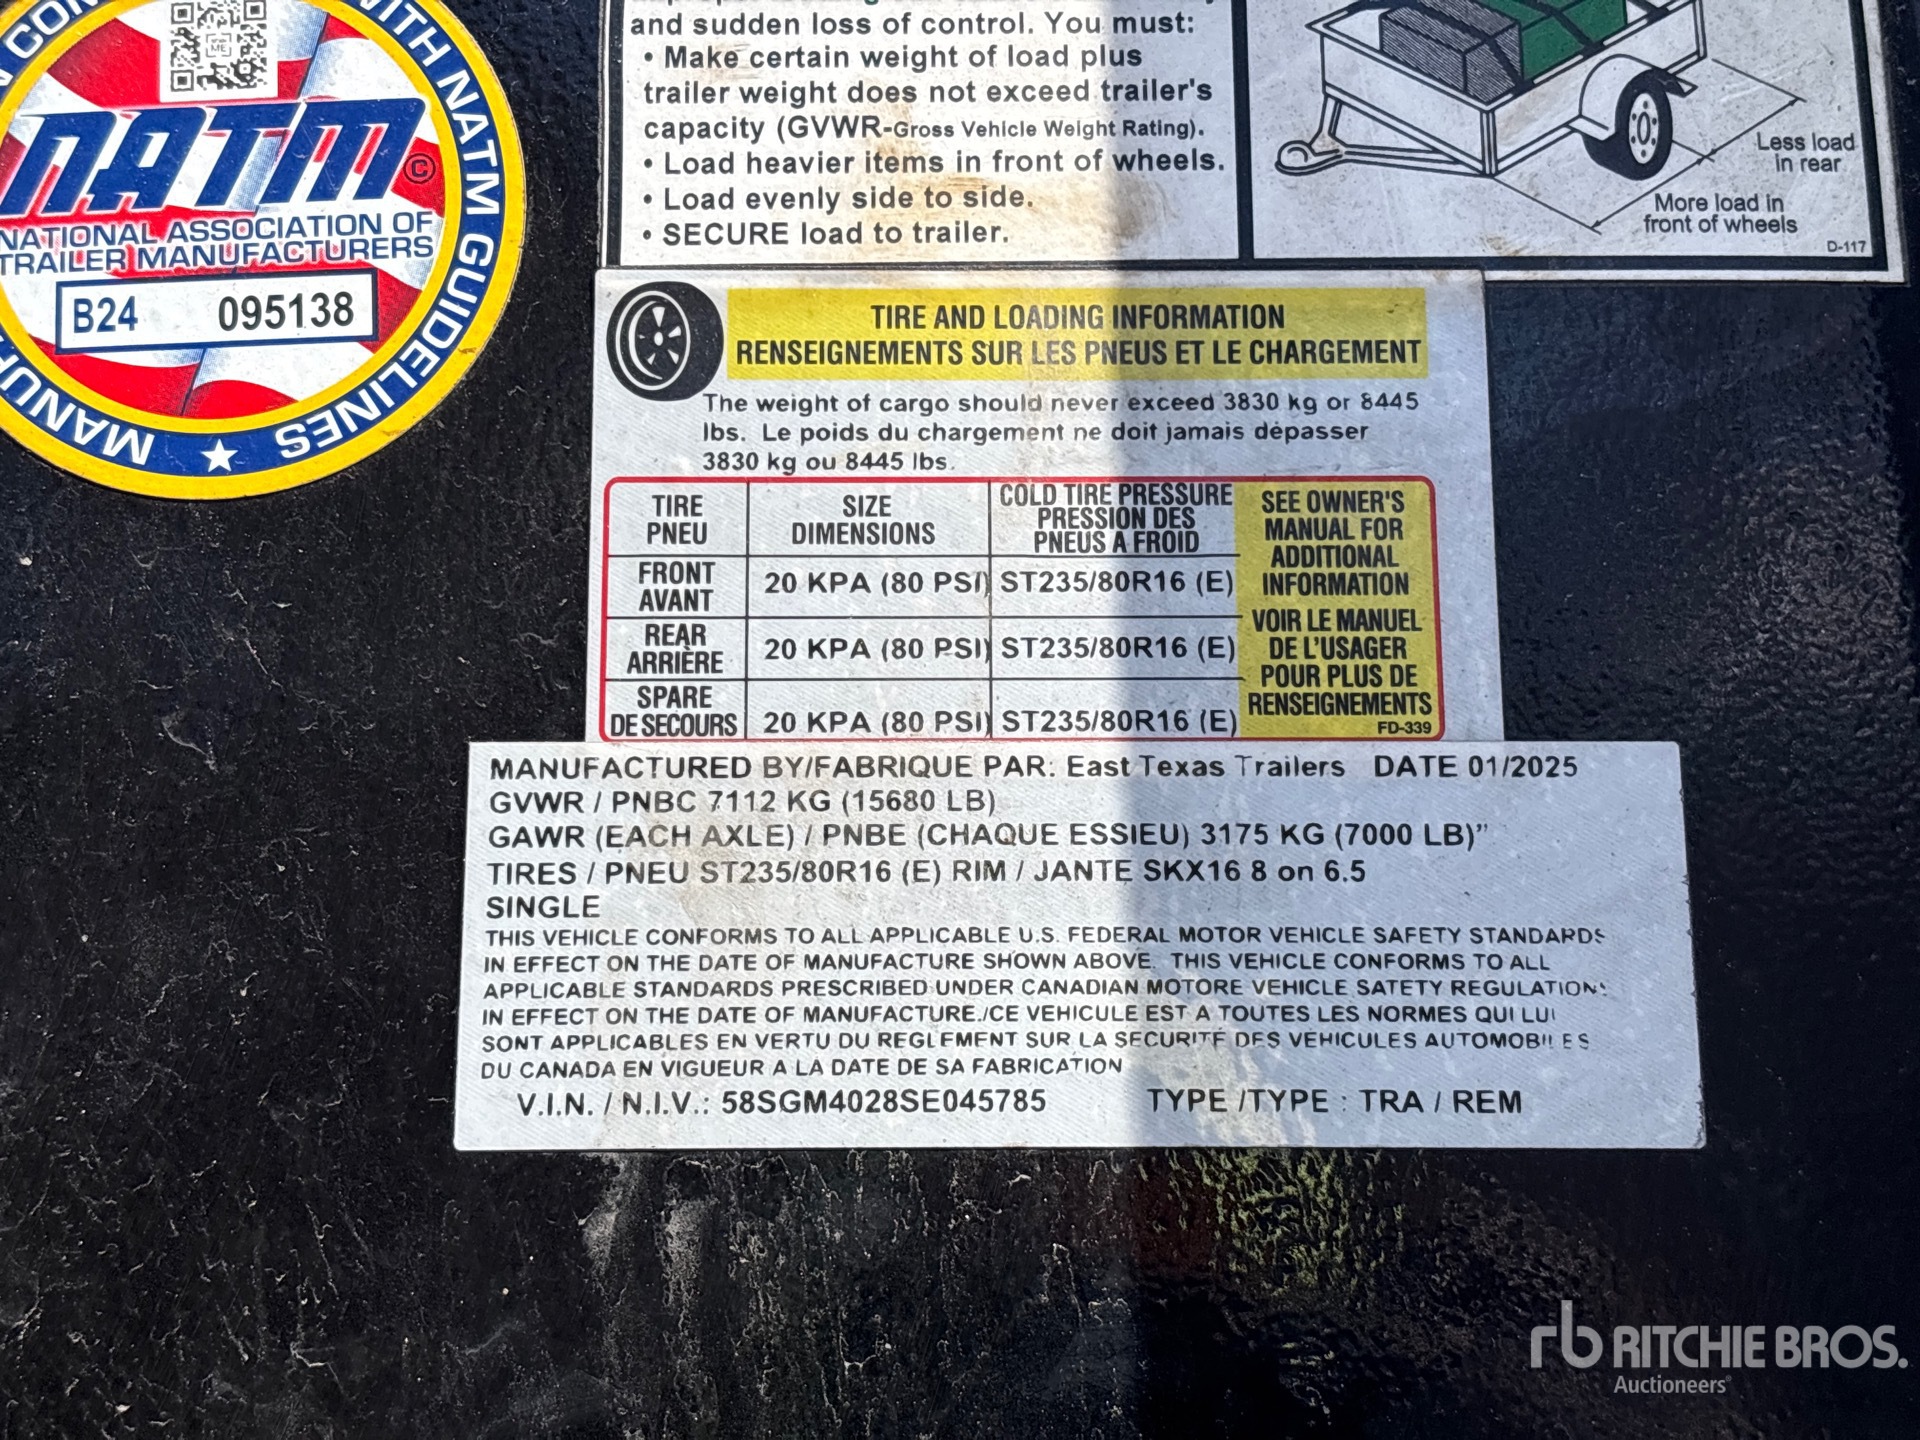 and sudden loss of control. You must:
• Make certain weight of load plus
trailer weight does not exceed trailer's
capacity (GVWR-Gross Vehicle Weight Rating).
• Load heavier items in front of wheels.
• Load evenly side to side.
• SECURE load to trailer.
Less load
in rear
More load in
front of wheels
D-117
WITH NATM GUIDELINES
NATM©
NATIONAL ASSOCIATION OF
TRAILER MANUFACTURERS
B24 095138
TIRE AND LOADING INFORMATION
RENSEIGNEMENTS SUR LES PNEUS ET LE CHARGEMENT
The weight of cargo should never exceed 3830 kg or 8445
lbs. Le poids du chargement ne doit jamais dépasser
3830 kg ou 8445 lbs.
TIRE
PNEU
SIZE
DIMENSIONS
COLD TIRE PRESSURE
PRESSION DES
PNEUS A FROID
FRONT
AVANT
20 KPA (80 PSI) ST235/80R16 (E)
REAR
ARRIÈRE
20 KPA (80 PSI) ST235/80R16 (E)
SPARE
DE SECOURS
20 KPA (80 PSI) ST235/80R16 (E)
SEE OWNER'S
MANUAL FOR
ADDITIONAL
INFORMATION
VOIR LE MANUEL
DE L'USAGER
POUR PLUS DE
RENSEIGNEMENTS
FD-339
MANUFACTURED BY/FABRIQUE PAR: East Texas Trailers DATE 01/2025
GVWR / PNBC 7112 KG (15680 LB)
GAWR (EACH AXLE) / PNBE (CHAQUE ESSIEU) 3175 KG (7000 LB)"
TIRES / PNEU ST235/80R16 (E) RIM / JANTE SKX16 8 on 6.5
SINGLE
THIS VEHICLE CONFORMS TO ALL APPLICABLE U.S. FEDERAL MOTOR VEHICLE SAFETY STANDARDS
IN EFFECT ON THE DATE OF MANUFACTURE SHOWN ABOVE. THIS VEHICLE CONFORMS TO ALL
APPLICABLE STANDARDS PRESCRIBED UNDER CANADIAN MOTORE VEHICLE SATETY REGULATIONS
IN EFFECT ON THE DATE OF MANUFACTURE./CE VEHICULE EST A TOUTES LES NORMES QUI LUI
SONT APPLICABLES EN VERTU DU REGLEMENT SUR LA SECURITE DES VEHICULES AUTOMOBILES
DU CANADA EN VIGUEUR A LA DATE DE SA FABRICATION
V.I.N. / N.I.V.: 58SGM4028SE045785 TYPE /TYPE : TRA / REM
rb RITCHIE BROS.
Auctioneers